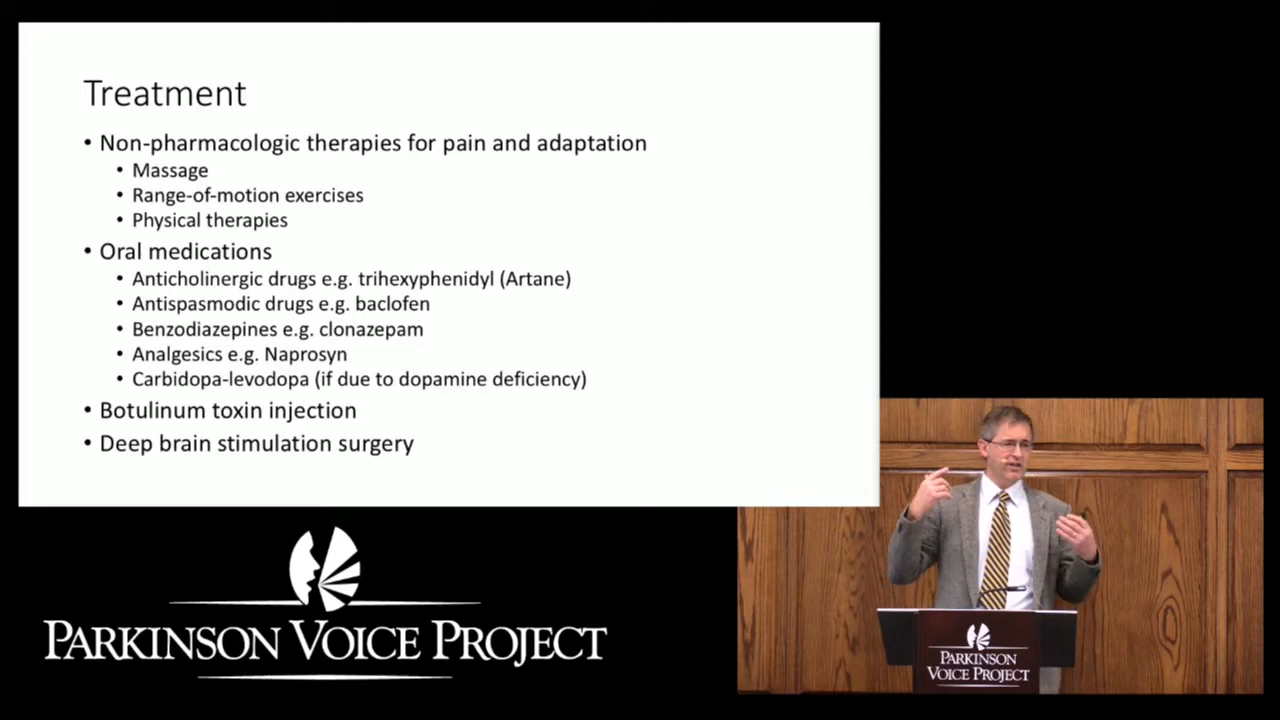 Treatment
• Non-pharmacologic therapies for pain and adaptation
• Massage
• Range-of-motion exercises
• Physical therapies
• Oral medications
• Anticholinergic drugs e.g. trihexyphenidyl (Artane)
• Antispasmodic drugs e.g. baclofen
• Benzodiazepines e.g. clonazepam
• Analgesics e.g. Naprosyn
• Carbidopa-levodopa (if due to dopamine deficiency)
• Botulinum toxin injection
• Deep brain stimulation surgery
PARKINSON VOICE PROJECT
PARKINSON
VOICE PROJECT